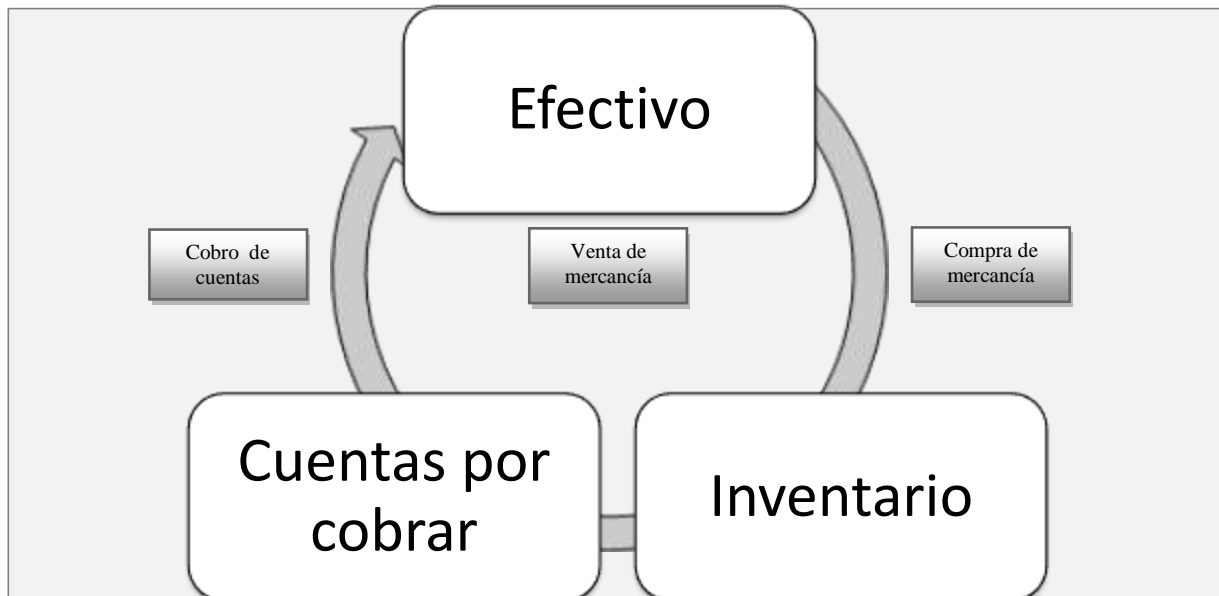 Efectivo
Cobro de
cuentas
Venta de
mercancía
Compra de
mercancía
Cuentas por
cobrar
Inventario